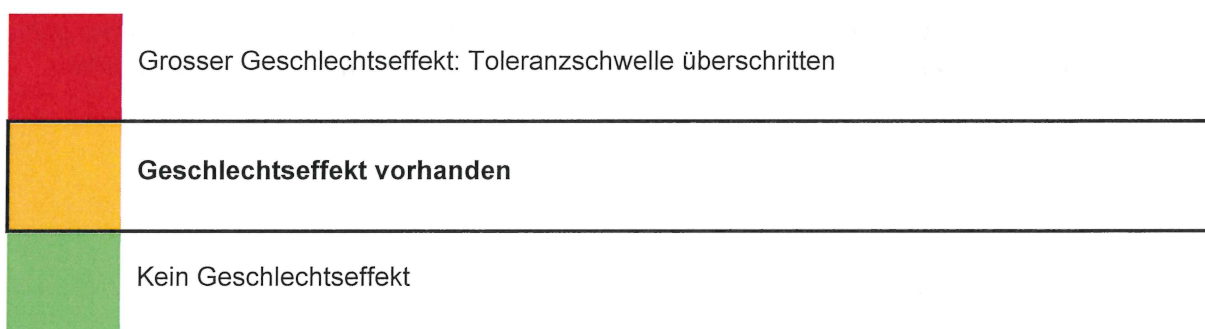 Grosser Geschlechtseffekt: Toleranzschwelle überschritten
Geschlechtseffekt vorhanden
Kein Geschlechtseffekt